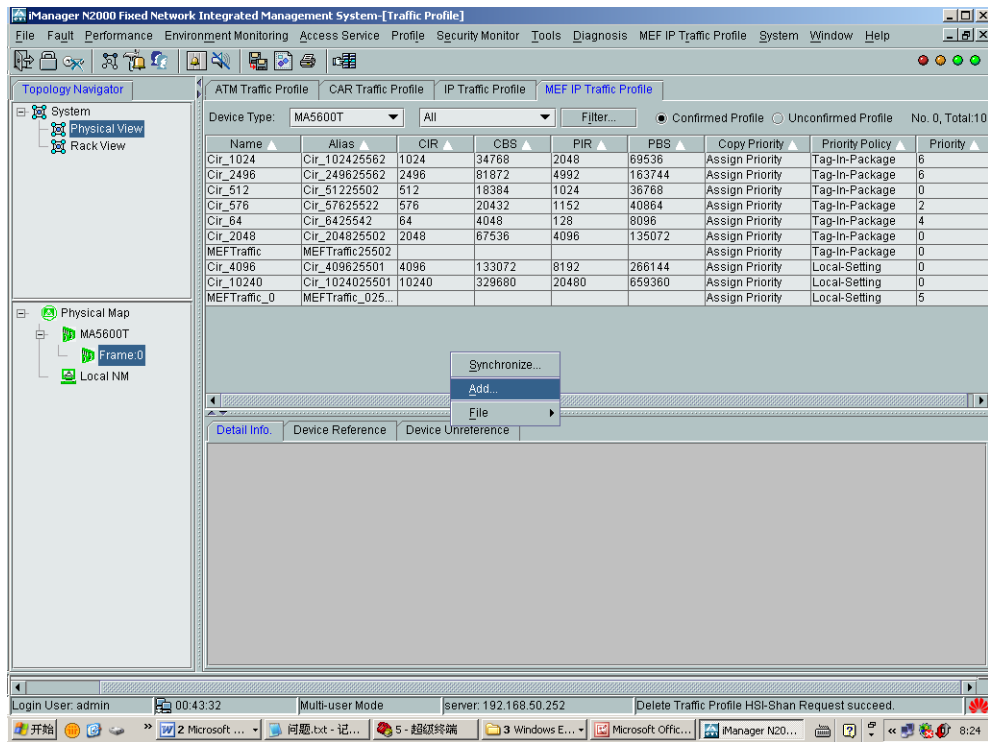 iManager N2000 Fixed Network Integrated Management System-[Traffic Profile]
File Fault Performance Environment Monitoring Access Service Profile Security Monitor Tools Diagnosis MEF IP Traffic Profile System Window Help
Topology Navigator
System
Physical View
Rack View
Physical Map
MA5600T
Frame:0
Local NM
ATM Traffic Profile CAR Traffic Profile IP Traffic Profile MEF IP Traffic Profile
Device Type: MA5600T All Filter... Confirmed Profile Unconfirmed Profile No. 0, Total:10
Name Alias CIR CBS PIR PBS Copy Priority Priority Policy Priority
Cir_1024 Cir_102425562 1024 34768 2048 69536 Assign Priority Tag-In-Package 6
Cir_2496 Cir_249625562 2496 81872 4992 163744 Assign Priority Tag-In-Package 6
Cir_512 Cir_51225502 512 18384 1024 36768 Assign Priority Tag-In-Package 0
Cir_576 Cir_57625522 576 20432 1152 40864 Assign Priority Tag-In-Package 2
Cir_64 Cir_6425542 64 4048 128 8096 Assign Priority Tag-In-Package 4
Cir_2048 Cir_204825502 2048 67536 4096 135072 Assign Priority Tag-In-Package 0
MEFTraffic MEFTraffic25502 Assign Priority Tag-In-Package 0
Cir_4096 Cir_409625501 4096 133072 8192 266144 Assign Priority Local-Setting 0
Cir_10240 Cir_1024025501 10240 329680 20480 659360 Assign Priority Local-Setting 0
MEFTraffic_0 MEFTraffic_025... Assign Priority Local-Setting 5
Synchronize...
Add...
File
Detail Info. Device Reference Device Unreference
Login User: admin 00:43:32 Multi-user Mode server: 192.168.50.252 Delete Traffic Profile HSI-Shan Request succeed.
开始 » 2 Microsoft ... 问题.txt - 记... 5 - 超级终端 3 Windows E... Microsoft Offic... iManager N20... « 8:24